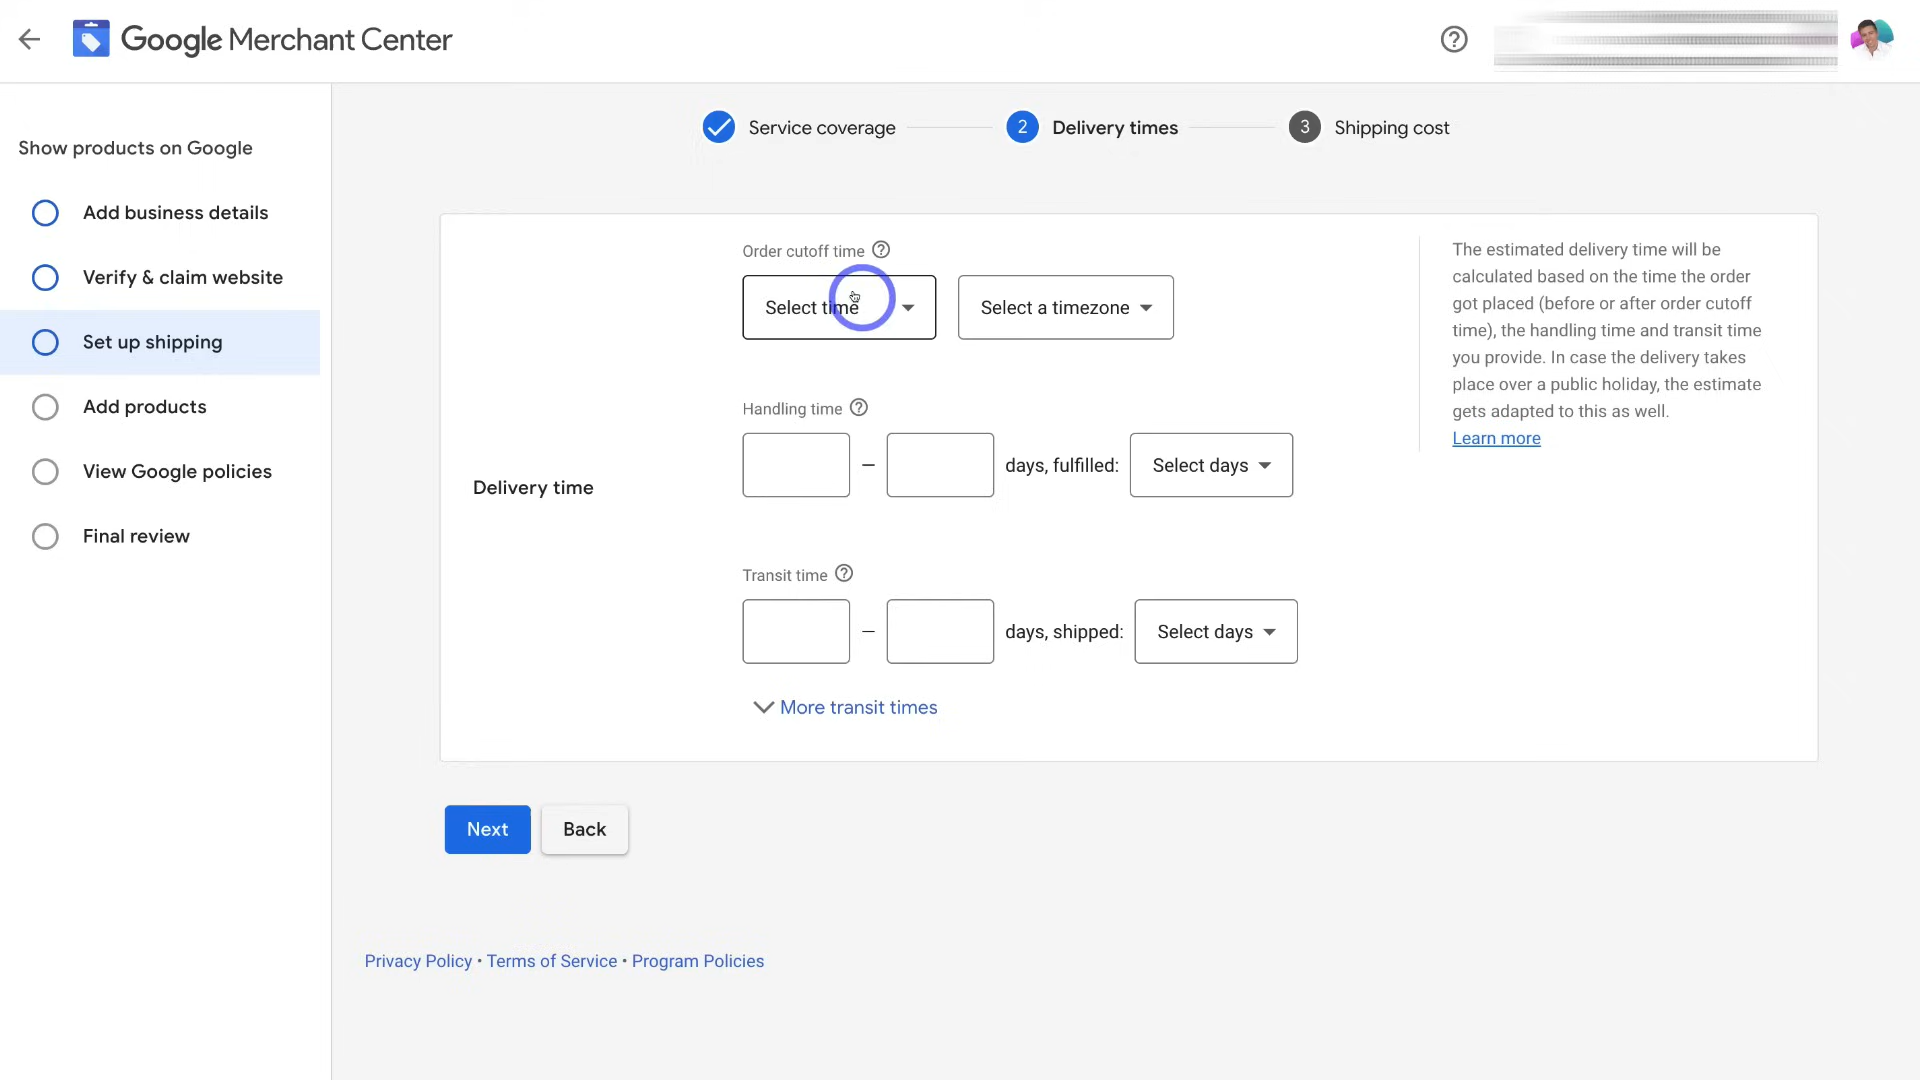 Google Merchant Center
Service coverage
2 Delivery times
3 Shipping cost
Show products on Google
Add business details
Verify & claim website
Set up shipping
Add products
View Google policies
Final review
Delivery time
Order cutoff time
Select time
Select a timezone
Handling time
– days, fulfilled: Select days
Transit time
– days, shipped: Select days
More transit times
The estimated delivery time will be
calculated based on the time the order
got placed (before or after order cutoff
time), the handling time and transit time
you provide. In case the delivery takes
place over a public holiday, the estimate
gets adapted to this as well.
Learn more
Next
Back
Privacy Policy • Terms of Service • Program Policies